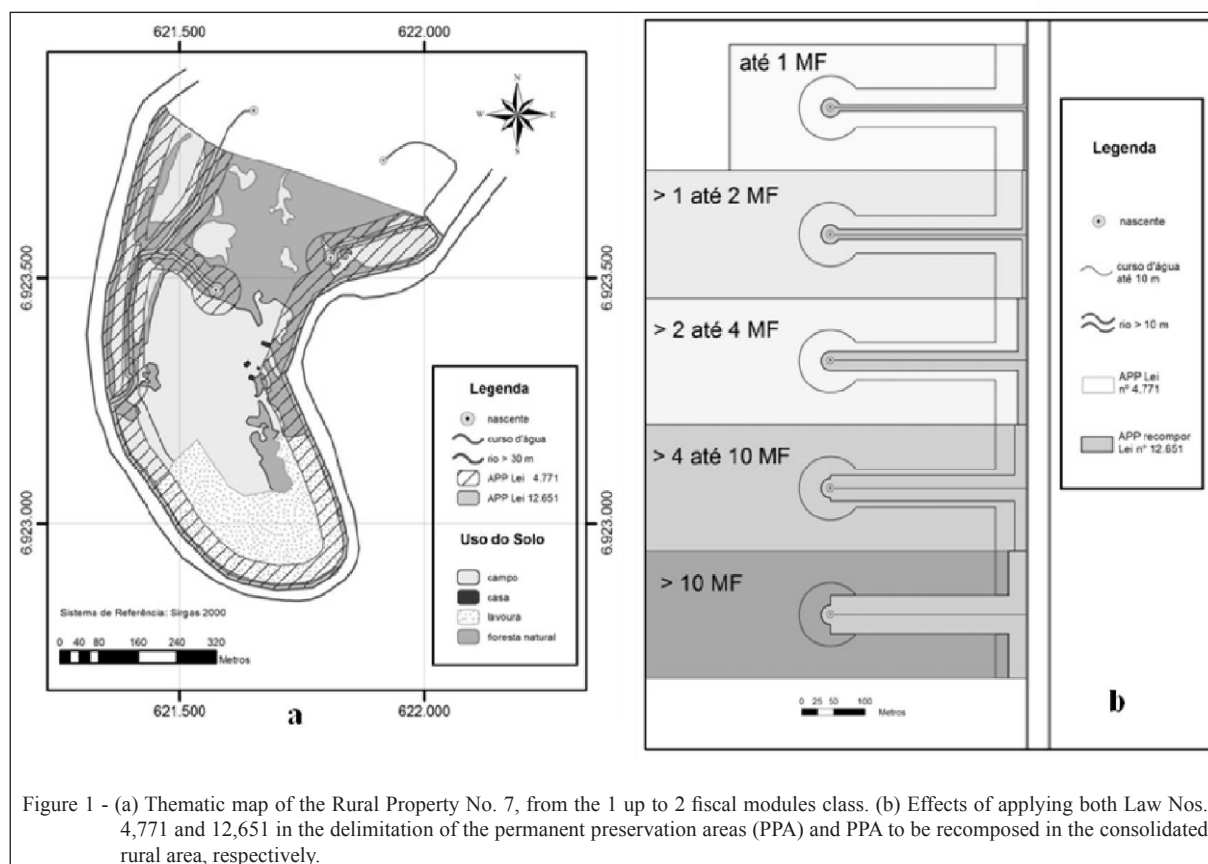 621.500
622.000
N
W
E
S
6.923.500
6.923.500
6.923.000
6.923.000
Legenda
nascente
curso d'água
rio > 30 m
APP Lei 4.771
APP Lei 12.651
Uso do Solo
campo
casa
lavoura
floresta natural
Sistema de Referência: Sirgas 2000
0 40 80 160 240 320
Metros
621.500
622.000
a
até 1 MF
> 1 até 2 MF
> 2 até 4 MF
> 4 até 10 MF
> 10 MF
0 25 50 100
Metros
Legenda
nascente
curso d'água
até 10 m
rio > 10 m
APP Lei
nº 4.771
APP recompor
Lei nº 12.651
b
Figure 1 - (a) Thematic map of the Rural Property No. 7, from the 1 up to 2 fiscal modules class. (b) Effects of applying both Law Nos.
4,771 and 12,651 in the delimitation of the permanent preservation areas (PPA) and PPA to be recomposed in the consolidated
rural area, respectively.